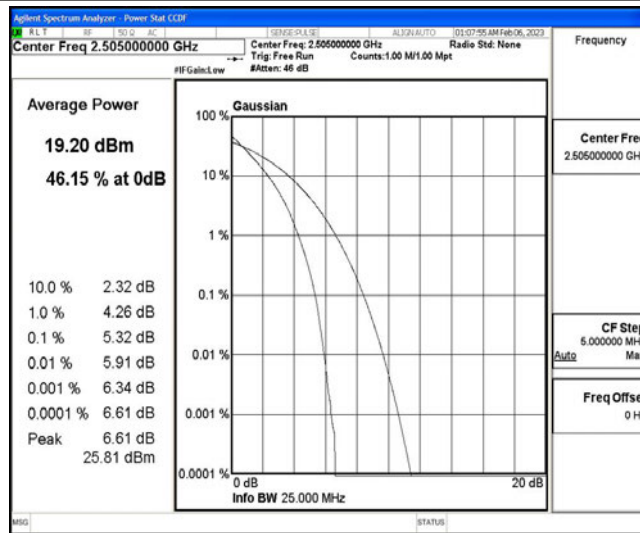 Agilent Spectrum Analyzer - Power Stat CCDF
RLT RF 50 Ω AC SENSE:PULSE ALIGN AUTO 01:07:55 AM Feb 06, 2023
Center Freq 2.505000000 GHz
Center Freq: 2.505000000 GHz Radio Std: None
Trig: Free Run Counts:1.00 M/1.00 Mpt
#IFGain:Low #Atten: 46 dB
Frequency
Average Power
19.20 dBm
46.15 % at 0dB
10.0 % 2.32 dB
1.0 % 4.26 dB
0.1 % 5.32 dB
0.01 % 5.91 dB
0.001 % 6.34 dB
0.0001 % 6.61 dB
Peak 6.61 dB
25.81 dBm
Gaussian
100 %
10 %
1 %
0.1 %
0.01 %
0.001 %
0.0001 %
0 dB 20 dB
Info BW 25.000 MHz
Center Fre
2.505000000 GH
CF Step
5.000000 MH
Auto Ma
Freq Offse
0 H
MSG STATUS